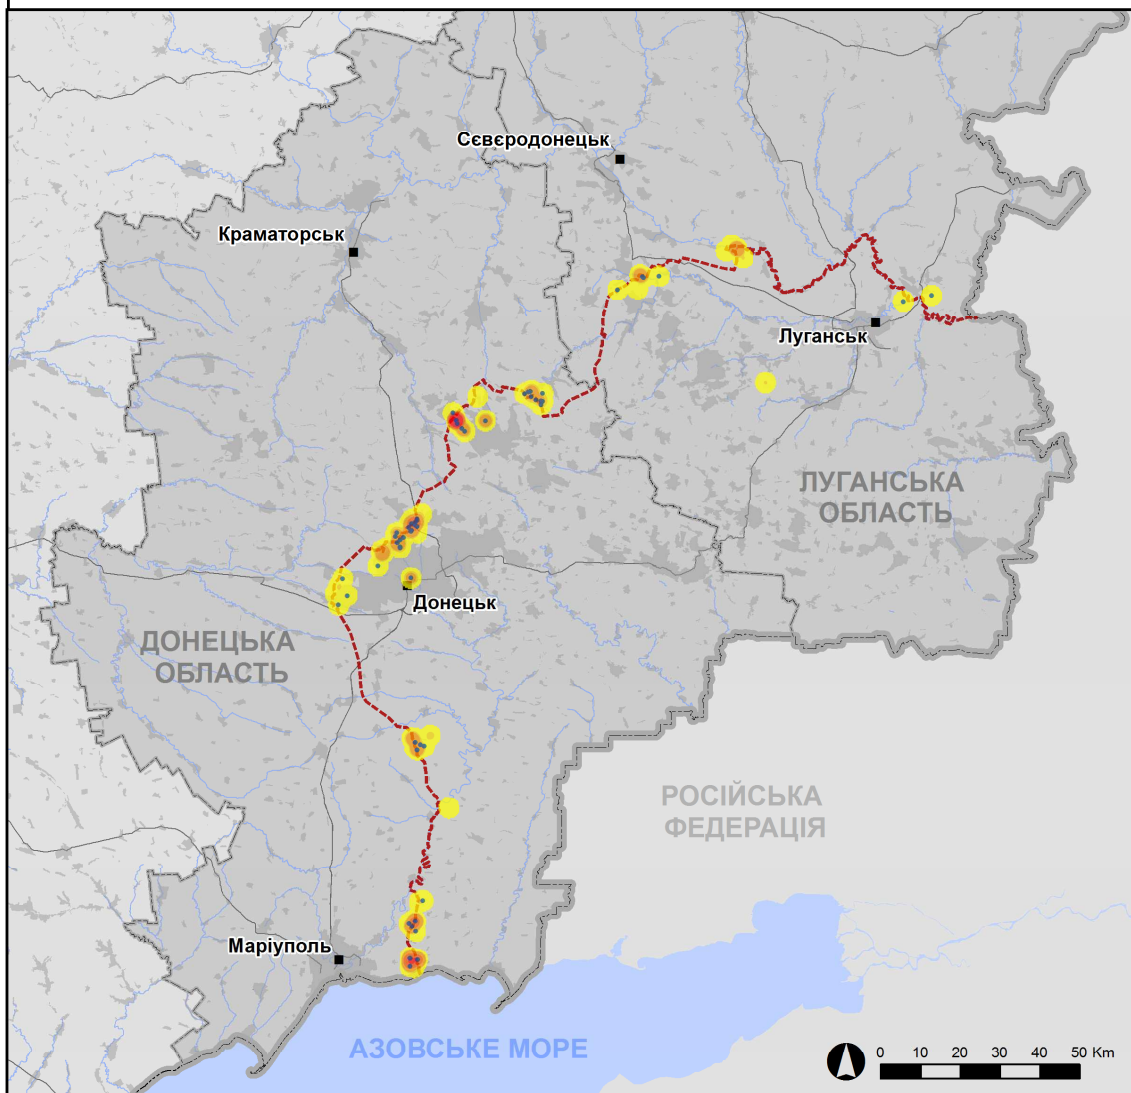 Сєвєродонецьк
Краматорськ
Луганськ
ЛУГАНСЬКА
ОБЛАСТЬ
Донецьк
ДОНЕЦЬКА
ОБЛАСТЬ
РОСІЙСЬКА
ФЕДЕРАЦІЯ
Маріуполь
АЗОВСЬКЕ МОРЕ
0 10 20 30 40 50 Km